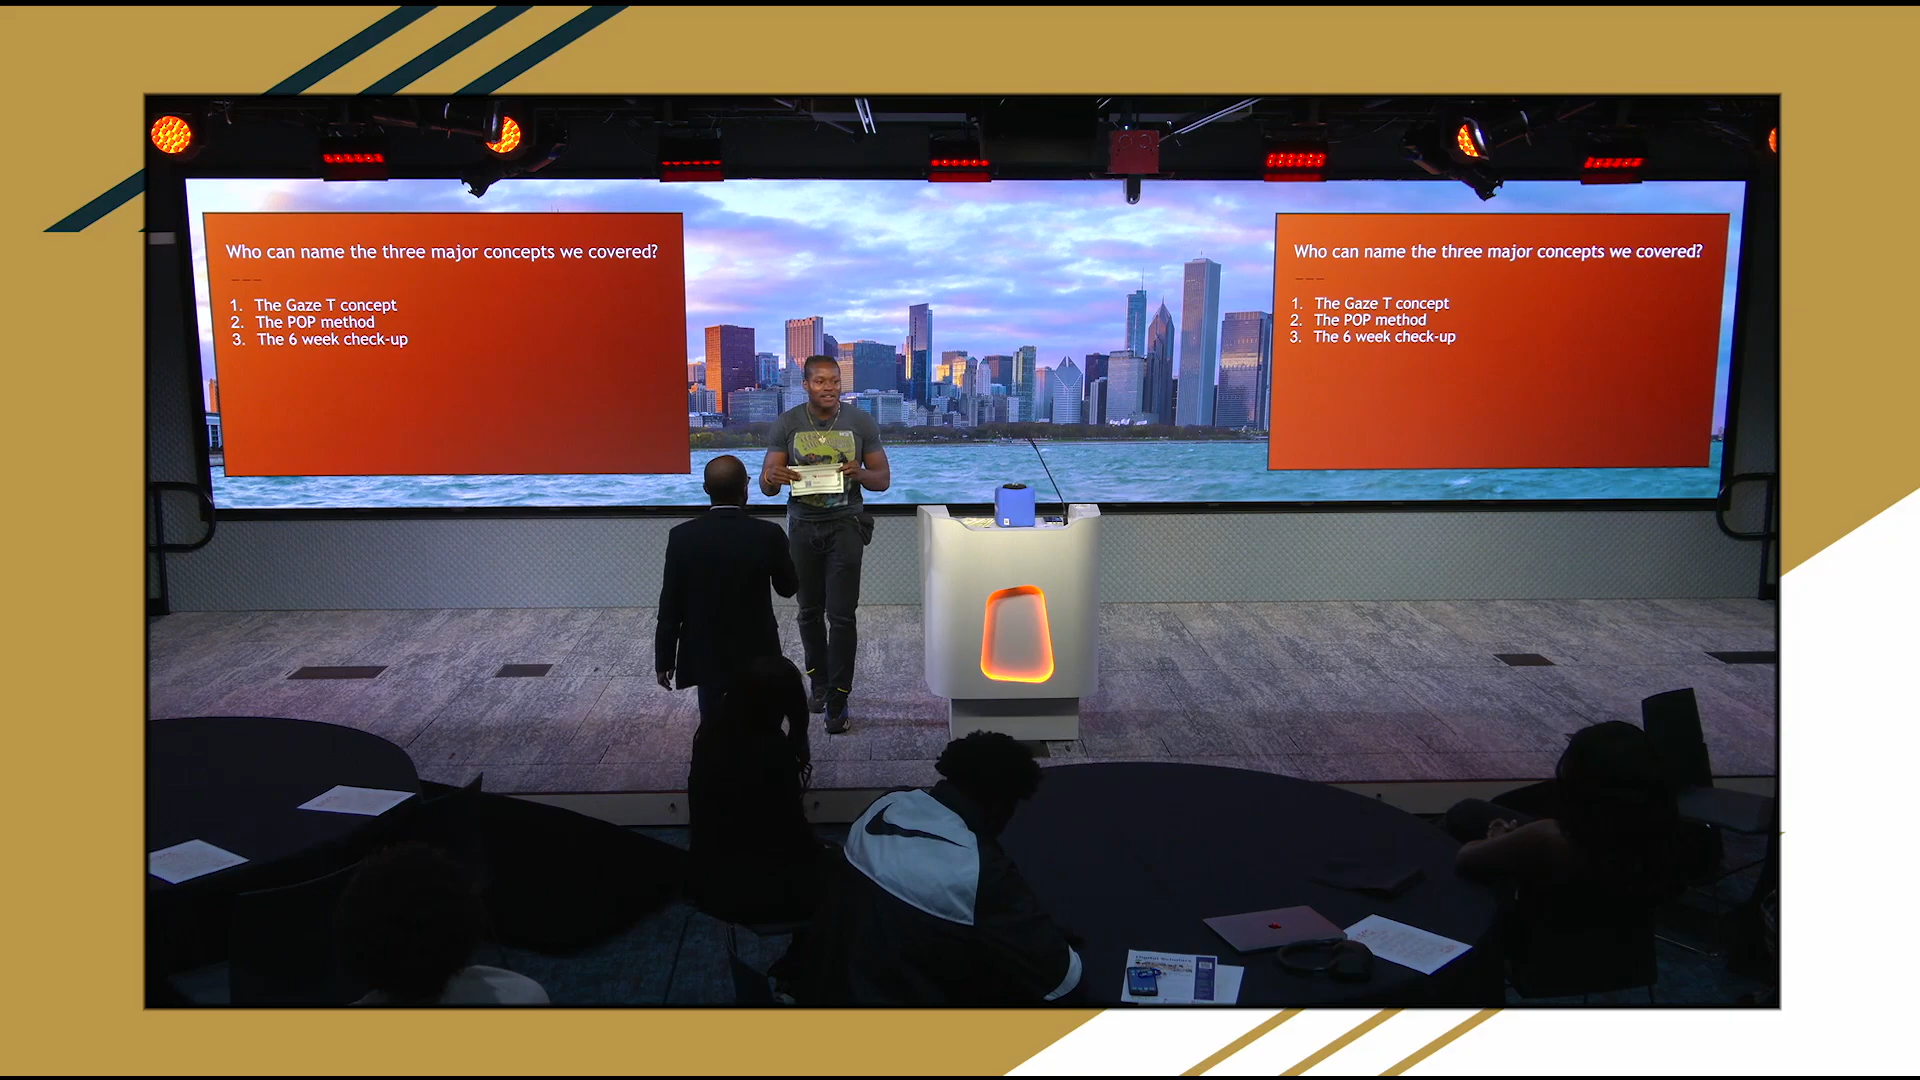 Who can name the three major concepts we covered?
1. The Gaze T concept
2. The POP method
3. The 6 week check-up
Who can name the three major concepts we covered?
1. The Gaze T concept
2. The POP method
3. The 6 week check-up
Digital Scholars